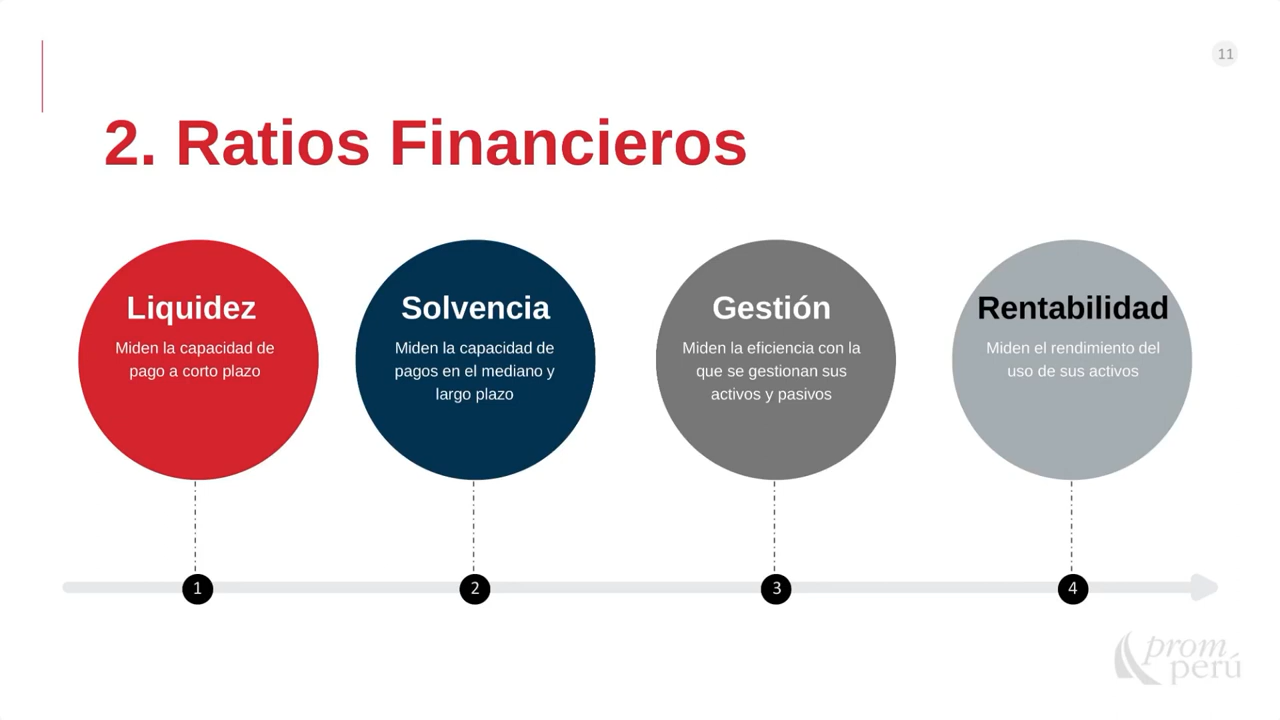 11
2. Ratios Financieros
Liquidez
Miden la capacidad de
pago a corto plazo
Solvencia
Miden la capacidad de
pagos en el mediano y
largo plazo
Gestión
Miden la eficiencia con la
que se gestionan sus
activos y pasivos
Rentabilidad
Miden el rendimiento del
uso de sus activos
1
2
3
4
prom
perú